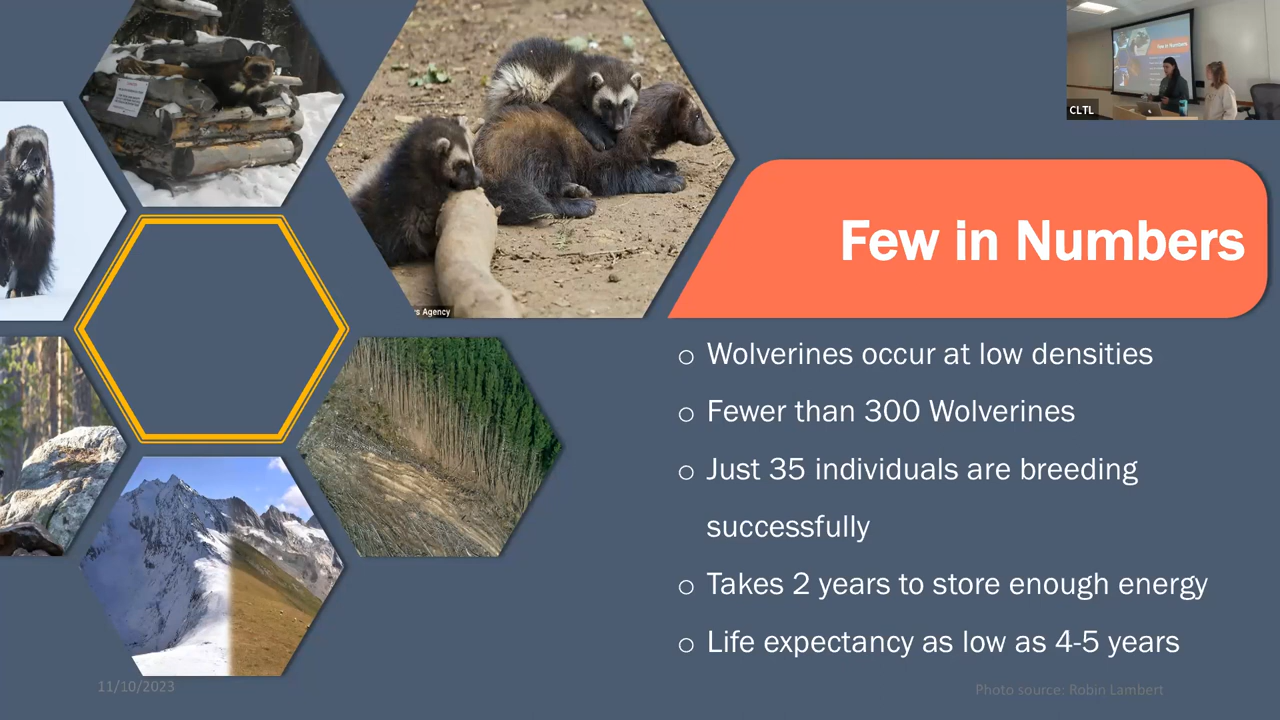 CLTL
Few in Numbers
s Agency
o Wolverines occur at low densities
o Fewer than 300 Wolverines
o Just 35 individuals are breeding
successfully
o Takes 2 years to store enough energy
o Life expectancy as low as 4-5 years
11/10/2023
Photo source: Robin Lambert